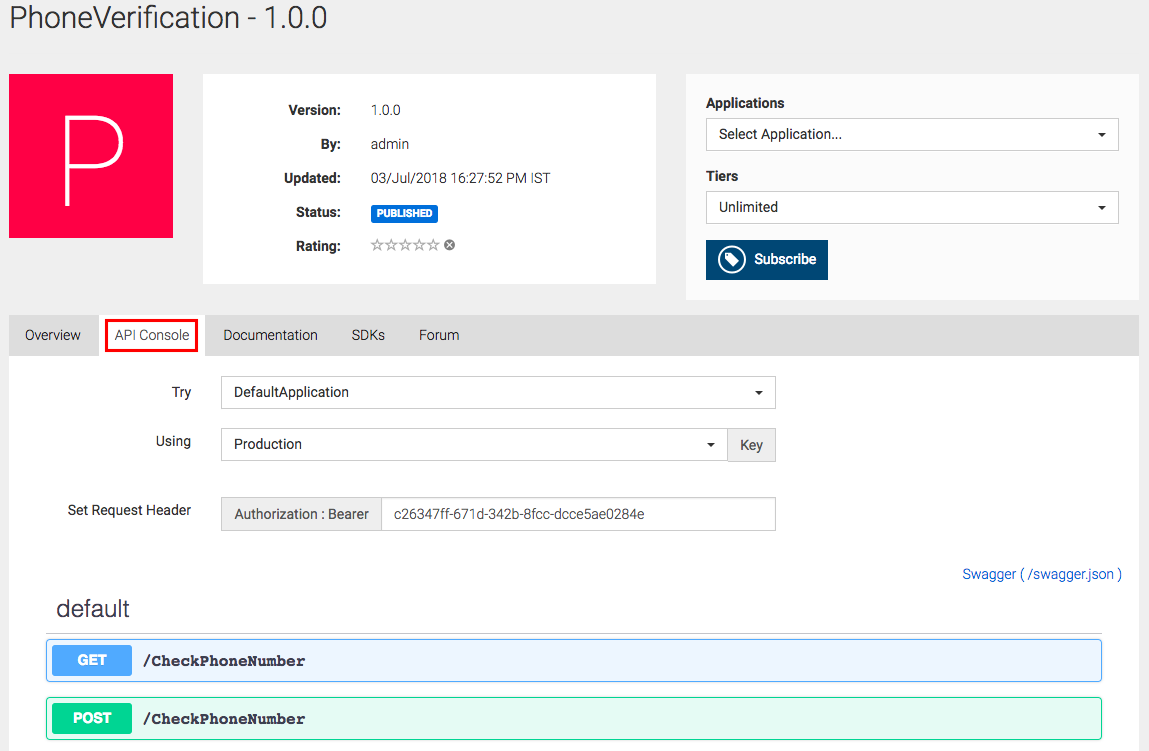 PhoneVerification - 1.0.0
P
Version: 1.0.0
By: admin
Updated: 03/Jul/2018 16:27:52 PM IST
Status: PUBLISHED
Rating:
Applications
Select Application...
Tiers
Unlimited
Subscribe
Overview API Console Documentation SDKs Forum
Try DefaultApplication
Using Production Key
Set Request Header Authorization : Bearer c26347ff-671d-342b-8fcc-dcce5ae0284e
Swagger ( /swagger.json )
default
GET /CheckPhoneNumber
POST /CheckPhoneNumber